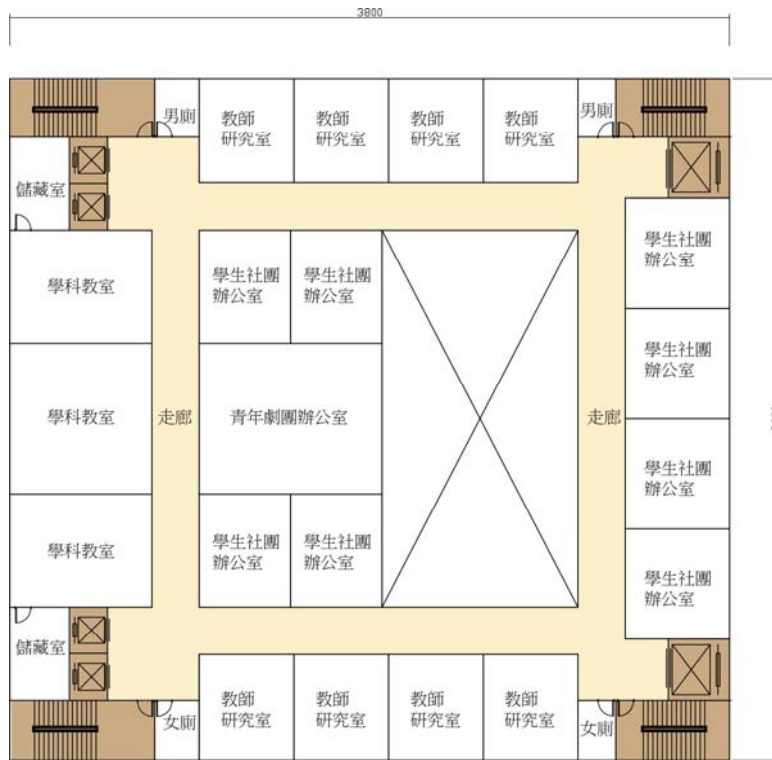 3800
男廁
教師
研究室
教師
研究室
教師
研究室
教師
研究室
男廁
儲藏室
學科教室
學生社團
辦公室
學生社團
辦公室
學生社團
辦公室
學生社團
辦公室
學科教室
走廊
青年劇團辦公室
走廊
學生社團
辦公室
學科教室
學生社團
辦公室
學生社團
辦公室
學生社團
辦公室
儲藏室
女廁
教師
研究室
教師
研究室
教師
研究室
教師
研究室
女廁